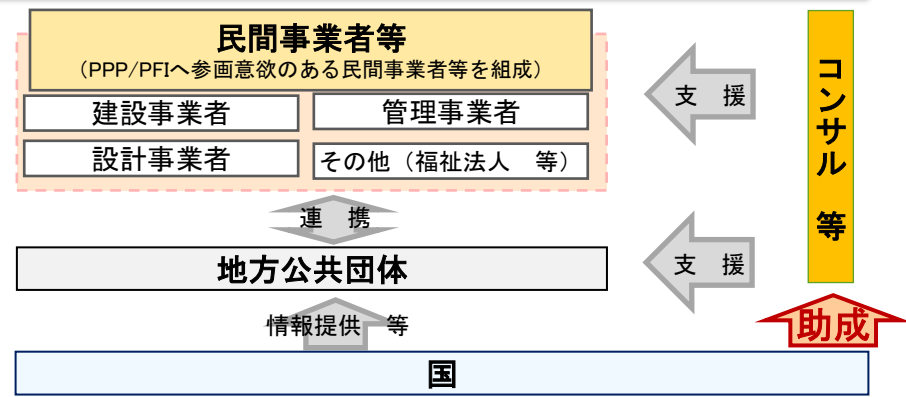 民間事業者等
（PPP/PFIへ参画意欲のある民間事業者等を組成）
建設事業者
管理事業者
設計事業者
その他（福祉法人　等）
支　援
コンサル　等
連　携
地方公共団体
支　援
情報提供　等
助成
国